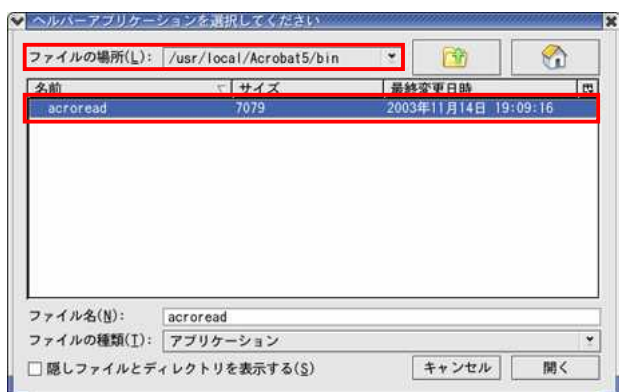 ヘルパーアプリケーションを選択してください
ファイルの場所(L): /usr/local/Acrobat5/bin
名前 サイズ 最終変更日時
acroread 7079 2003年11月14日 19:09:16
ファイル名(N): acroread
ファイルの種類(T): アプリケーション
隠しファイルとディレクトリを表示する(S) キャンセル 開く